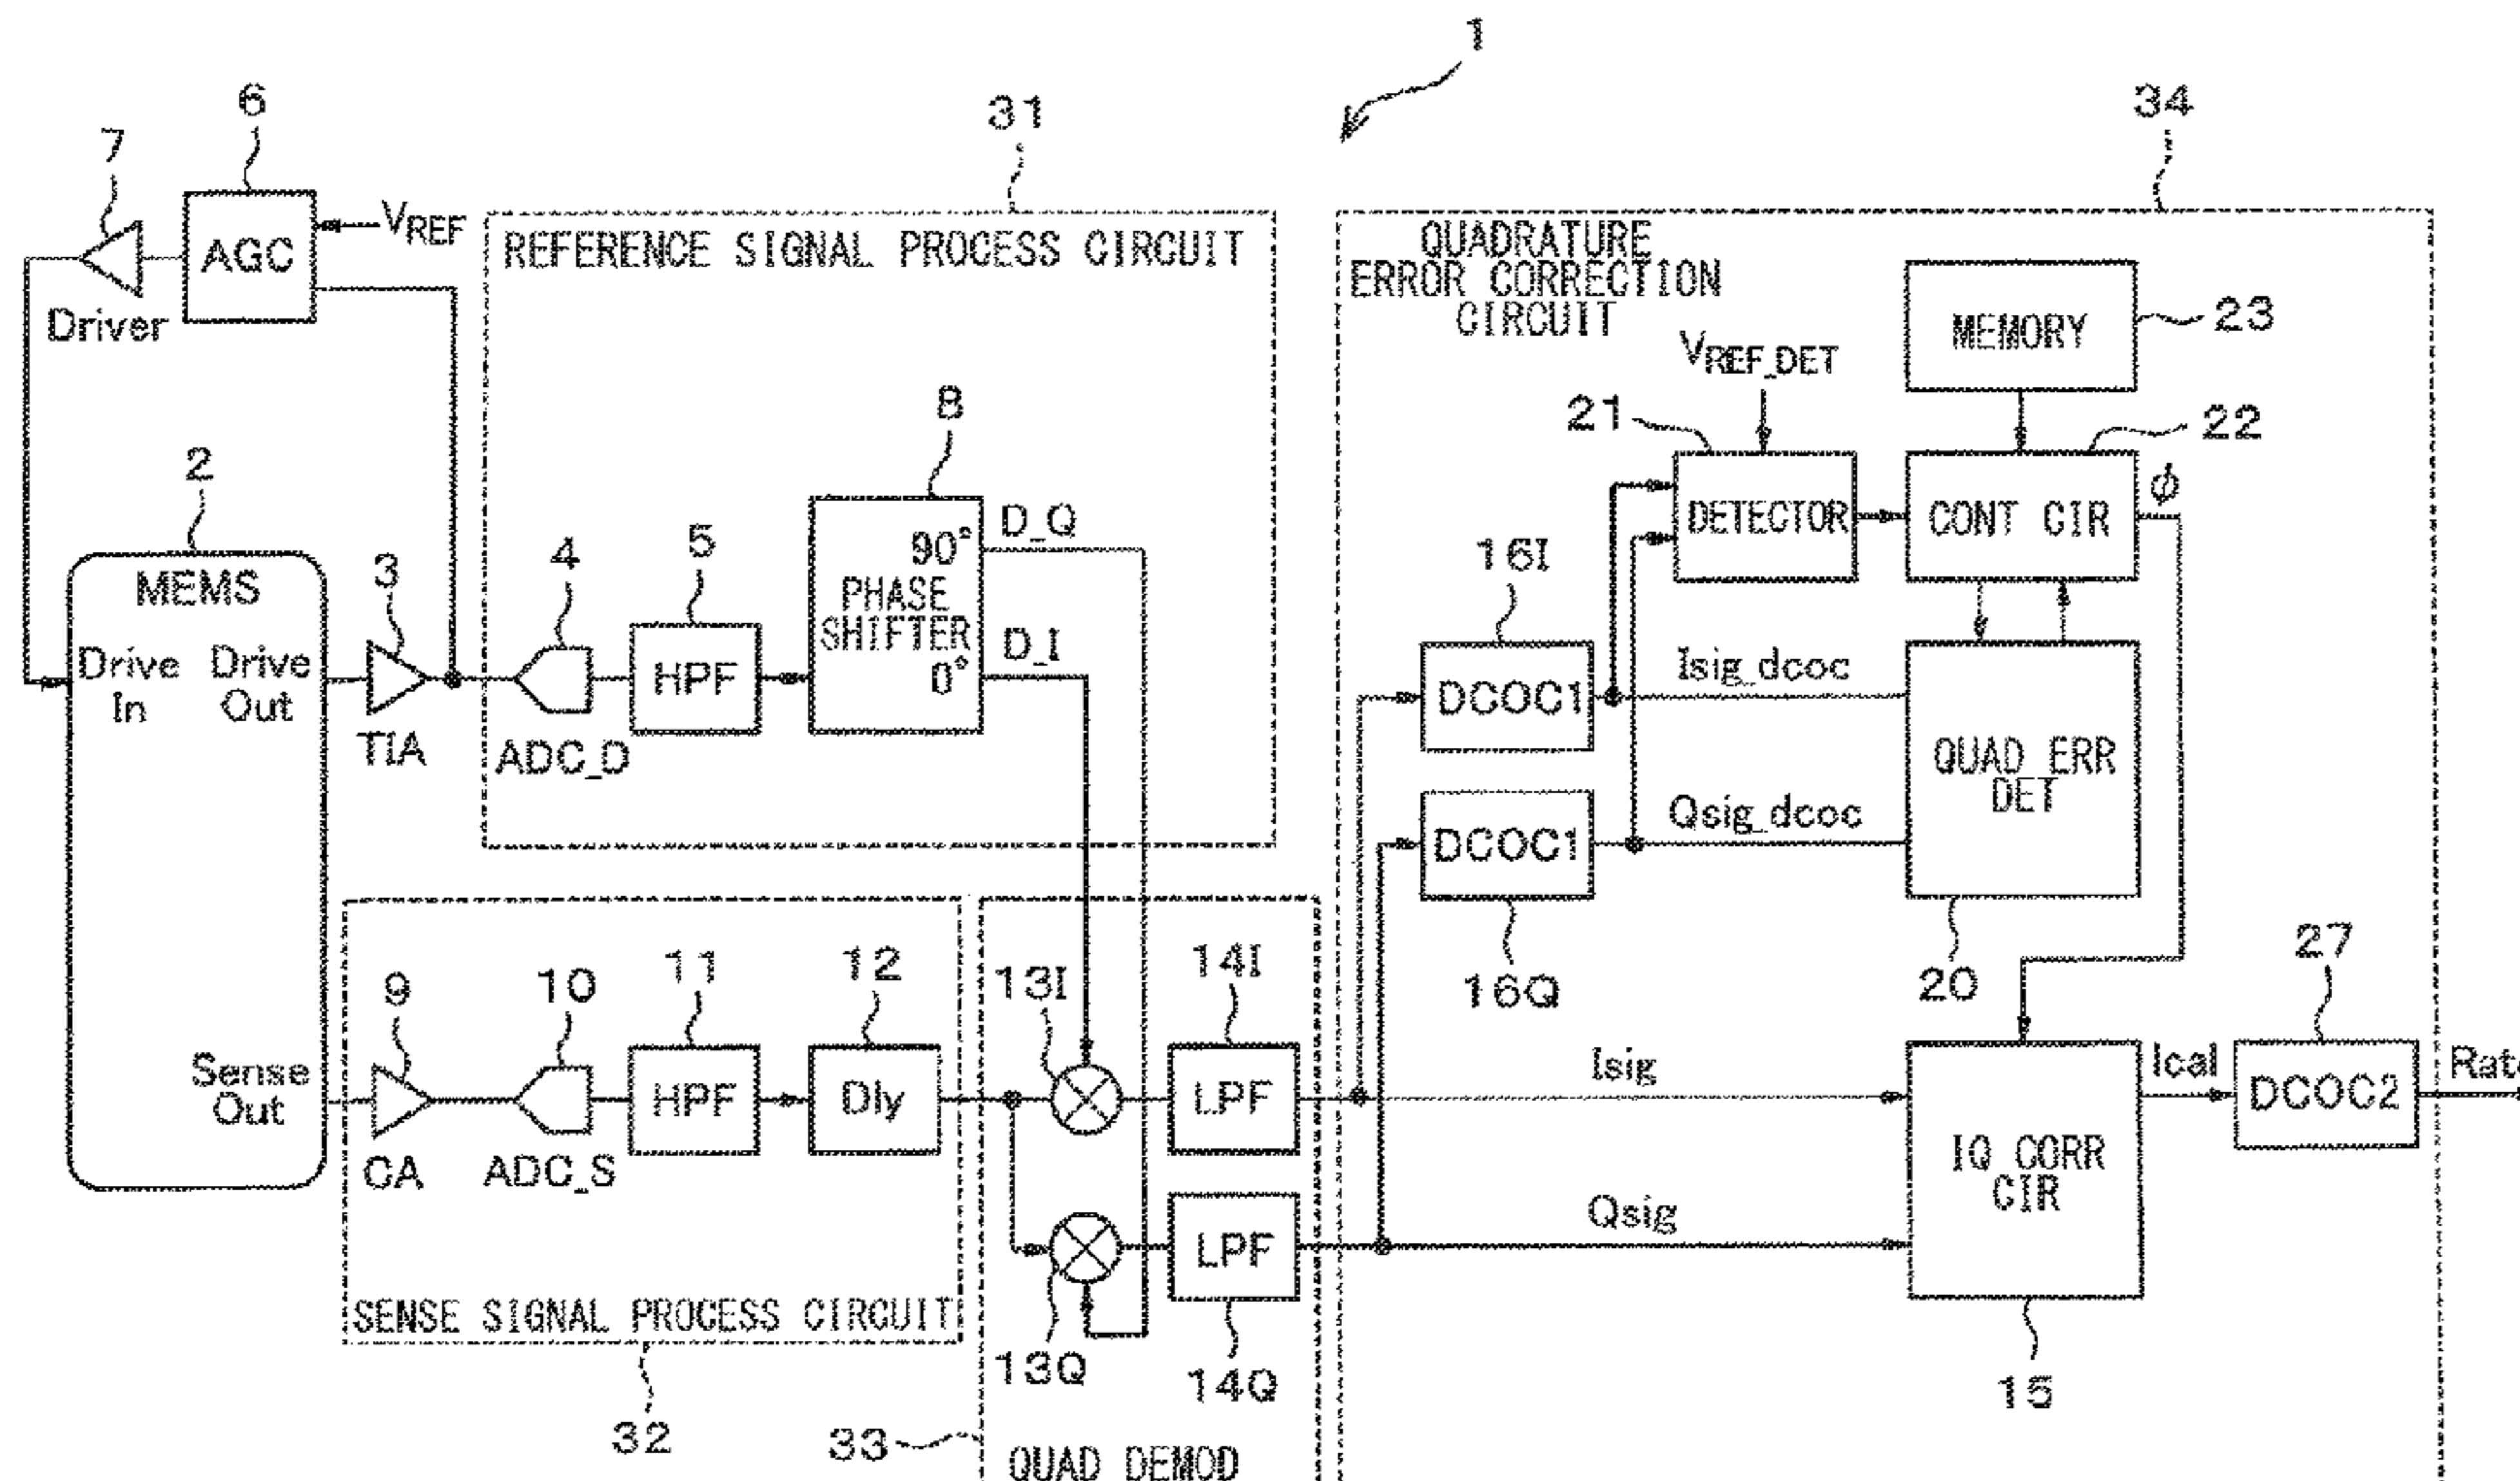 1
6
31
34
7
AGC
VREF
Driver
REFERENCE SIGNAL PROCESS CIRCUIT
QUADRATURE
ERROR CORRECTION
CIRCUIT
MEMORY
23
VREF_DET
21
22
8
2
DETECTOR
CONT CIR
ϕ
D_Q
90°
PHASE
SHIFTER
0°
D_I
5
4
3
16I
MEMS
Drive
In
Drive
Out
TIA
ADC_D
HPF
DCOC1
Isig_dcoc
QUAD ERR
DET
DCOC1
Qsig_dcoc
20
16Q
27
9
10
11
12
13I
14I
Sense
Out
CA
ADC_S
HPF
Dly
LPF
Isig
Ical
DCOC2
IQ CORR
CIR
LPF
Qsig
SENSE SIGNAL PROCESS CIRCUIT
13Q
14Q
15
32
33
QUAD DEMOD